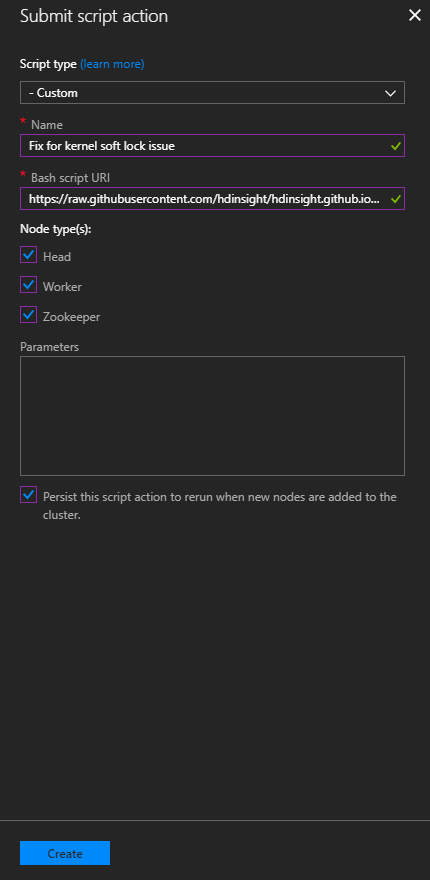 Submit script action
Script type (learn more)
- Custom
* Name
Fix for kernel soft lock issue
* Bash script URI
https://raw.githubusercontent.com/hdinsight/hdinsight.github.io...
Node type(s):
Head
Worker
Zookeeper
Parameters
Persist this script action to rerun when new nodes are added to the
cluster.
Create